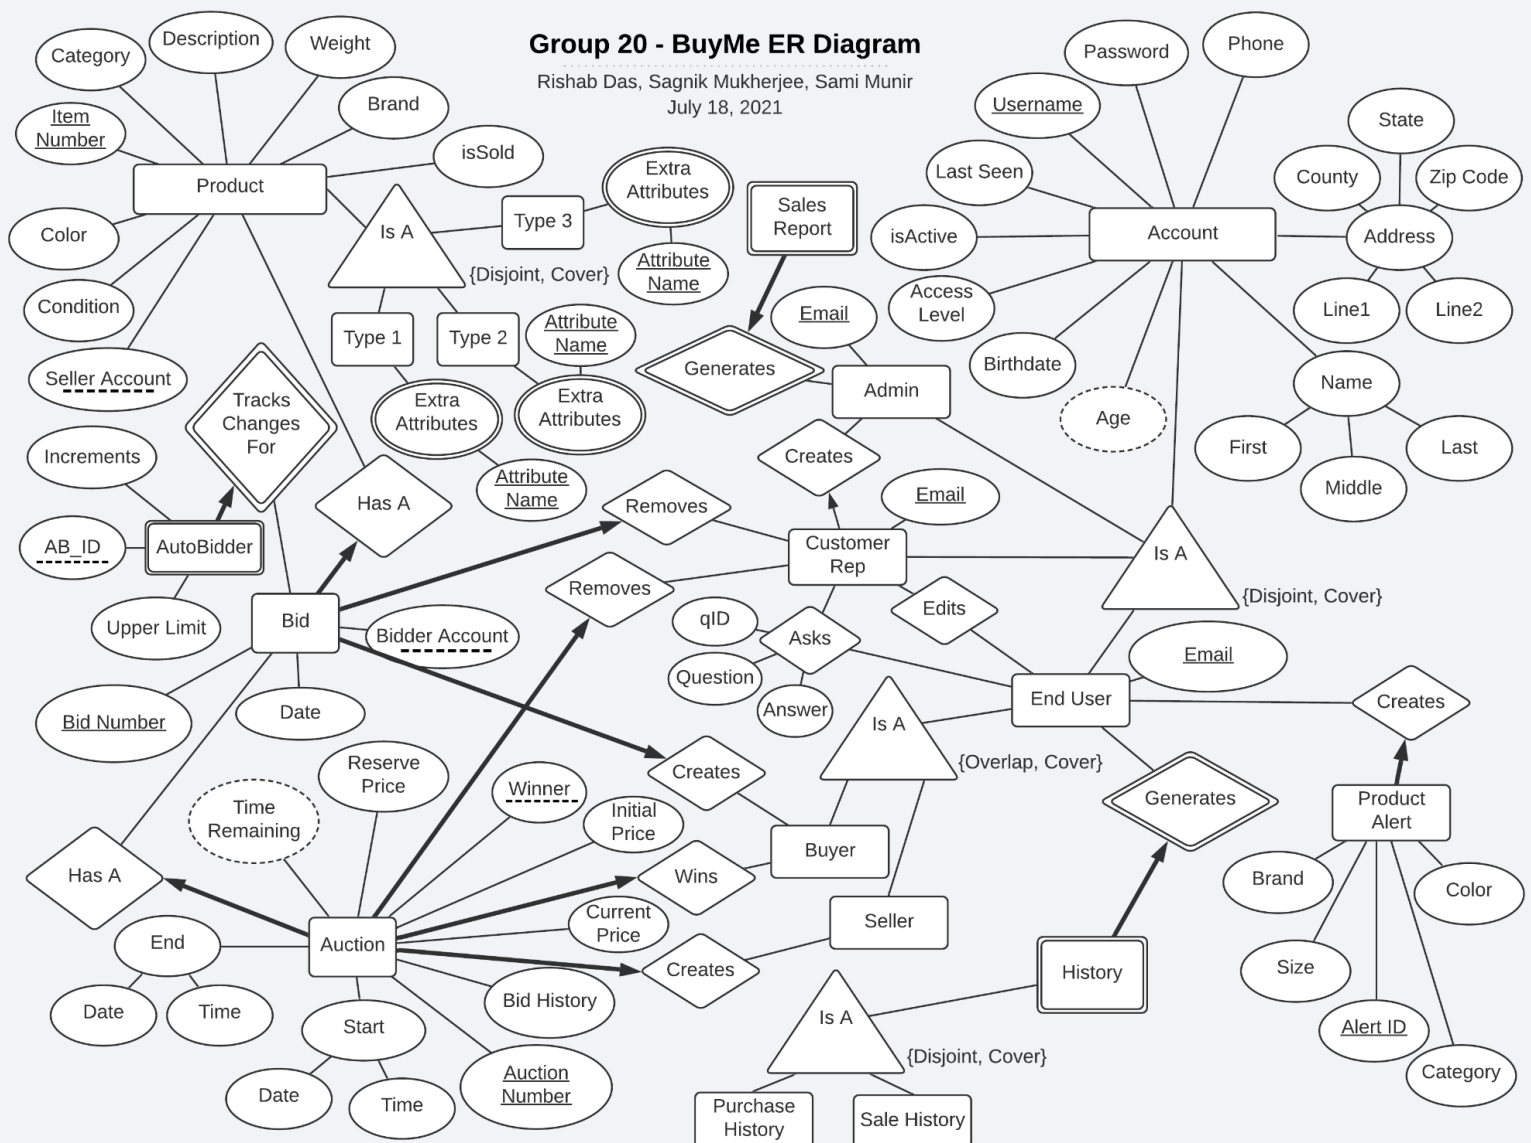 Group 20 - BuyMe ER Diagram
Rishab Das, Sagnik Mukherjee, Sami Munir
July 18, 2021
Category
Description
Weight
Brand
Item
Number
isSold
Product
Color
Condition
Seller Account
Is A
{Disjoint, Cover}
Type 3
Extra
Attributes
Attribute
Name
Type 1
Type 2
Attribute
Name
Extra
Attributes
Extra
Attributes
Attribute
Name
Sales
Report
Generates
Email
Admin
Creates
Password
Phone
Username
Last Seen
isActive
Access
Level
Birthdate
Age
Account
State
County
Zip Code
Address
Line1
Line2
Name
First
Middle
Last
Tracks
Changes
For
Increments
AB_ID
AutoBidder
Upper Limit
Has A
Bid
Bidder Account
Bid Number
Date
Removes
Removes
Email
Customer
Rep
Is A
{Disjoint, Cover}
Edits
qID
Asks
Question
Answer
Email
End User
Creates
Is A
{Overlap, Cover}
Generates
Product
Alert
Brand
Color
Size
Alert ID
Category
Creates
Buyer
Wins
Seller
Creates
Reserve
Price
Time
Remaining
Winner
Initial
Price
Current
Price
Has A
Auction
End
Date
Time
Bid History
Start
Date
Time
Auction
Number
History
Is A
{Disjoint, Cover}
Purchase
History
Sale History